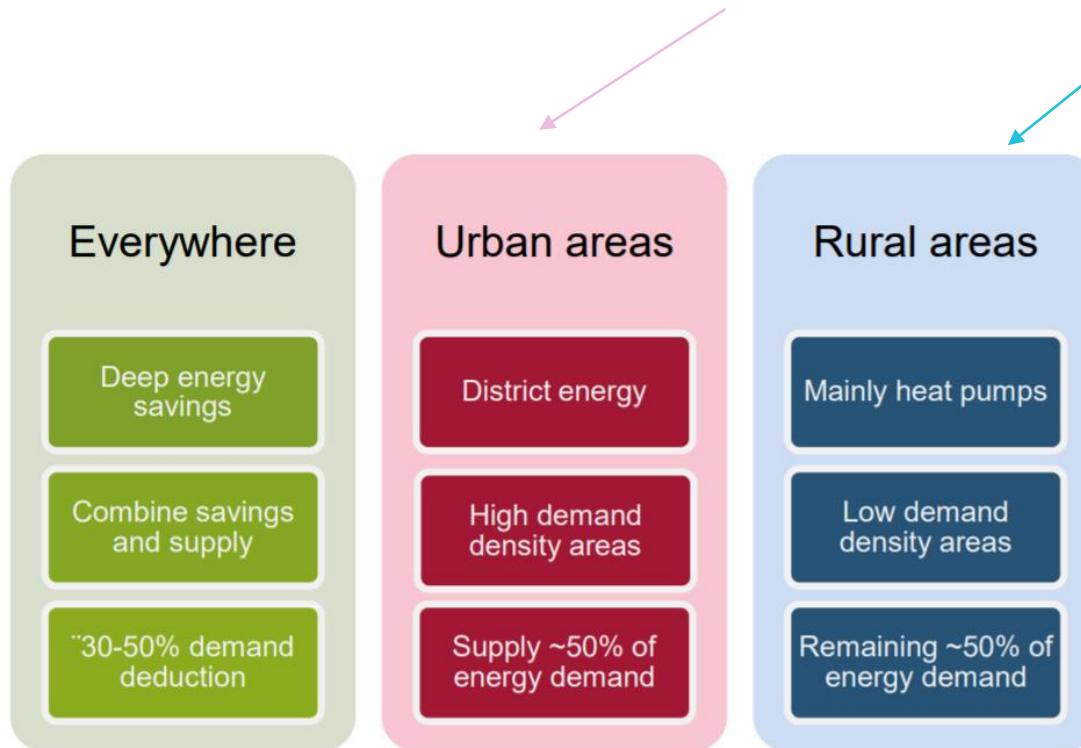 Everywhere
Deep energy
savings
Combine savings
and supply
¨30-50% demand
deduction
Urban areas
District energy
High demand
density areas
Supply ~50% of
energy demand
Rural areas
Mainly heat pumps
Low demand
density areas
Remaining ~50% of
energy demand